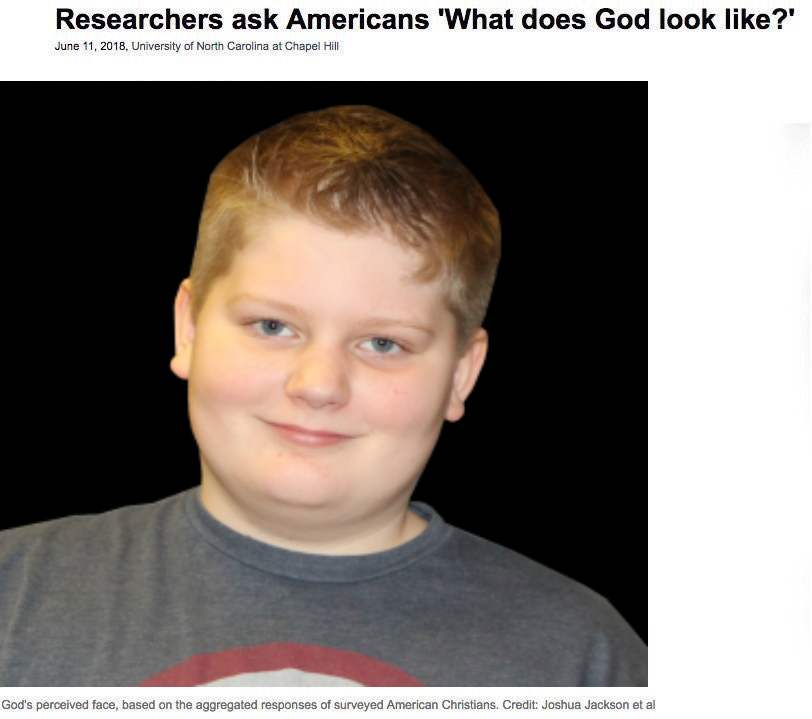 Researchers ask Americans 'What does God look like?'
June 11, 2018, University of North Carolina at Chapel Hill
God's perceived face, based on the aggregated responses of surveyed American Christians. Credit: Joshua Jackson et al